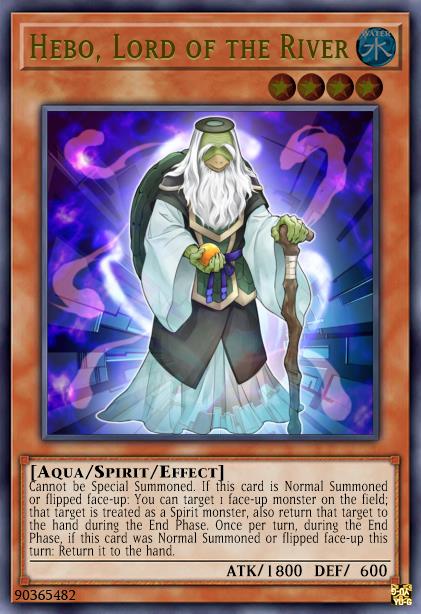 HEBO, LORD OF THE RIVER
WATER
水
[AQUA/SPIRIT/EFFECT]
Cannot be Special Summoned. If this card is Normal Summoned
or flipped face-up: You can target 1 face-up monster on the field;
that target is treated as a Spirit monster, also return that target to
the hand during the End Phase. Once per turn, during the End
Phase, if this card was Normal Summoned or flipped face-up this
turn: Return it to the hand.
ATK/1800 DEF/ 600
90365482